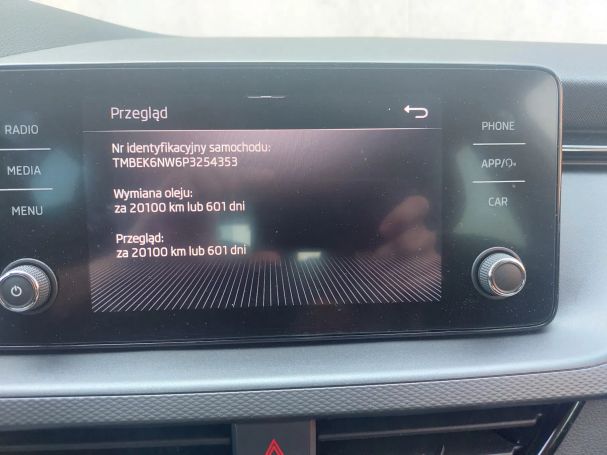 Przegląd
RADIO
PHONE
Nr identyfikacyjny samochodu:
TMBEK6NW6P3254353
MEDIA
APP/
Wymiana oleju:
za 20100 km lub 601 dni
MENU
CAR
Przegląd:
za 20100 km lub 601 dni